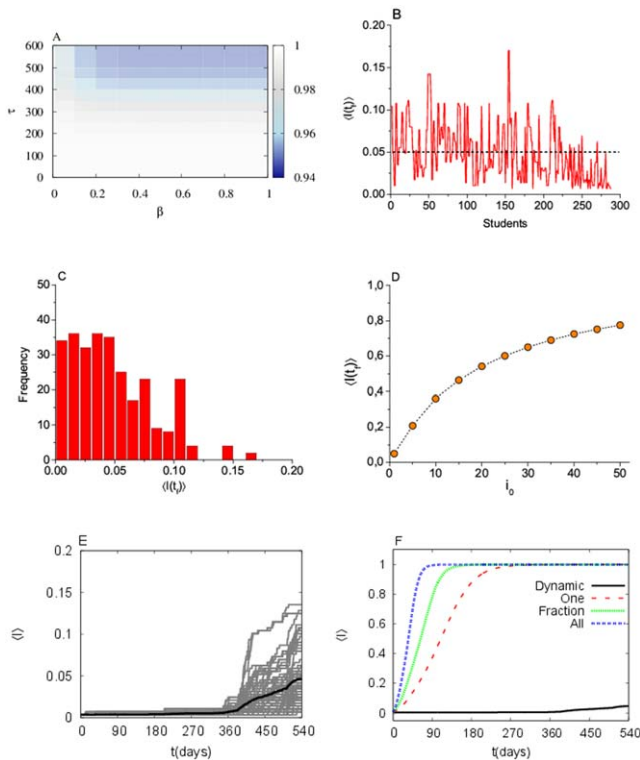 A
600
500
400
300
200
100
0
τ
0 0.2 0.4 0.6 0.8 1
β
1
0.98
0.96
0.94
B
0.20
0.15
0.10
0.05
0.00
⟨I(t_f)⟩
0 50 100 150 200 250 300
Students
C
50
40
30
20
10
0
Frequency
0.00 0.05 0.10 0.15 0.20
⟨I(t_f)⟩
D
1,0
0,8
0,6
0,4
0,2
0,0
⟨I(t_f)⟩
0 10 20 30 40 50
i_0
E
0.2
0.15
0.1
0.05
0
⟨I⟩
0 90 180 270 360 450 540
t(days)
F
1
0.8
0.6
0.4
0.2
0
⟨I⟩
Dynamic
One
Fraction
All
0 90 180 270 360 450 540
t(days)